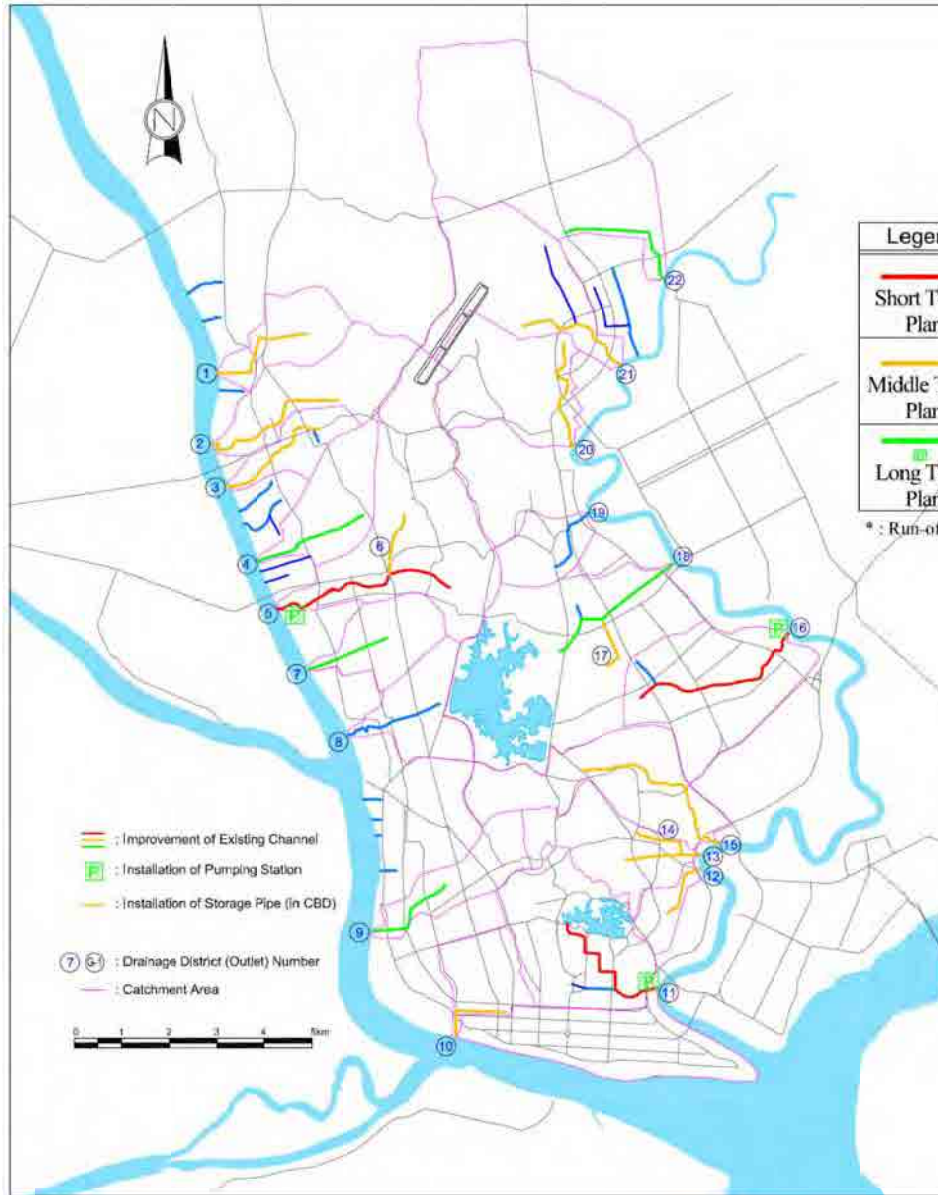 N
Legen
Short T
Plan
Middle T
Plan
Long T
Plan
* : Run-of
22
1
21
2
20
3
19
6
18
4
5
P
P
16
17
7
8
14
15
13
12
: Improvement of Existing Channel
P : Installation of Pumping Station
: Installation of Storage Pipe (in CBD)
9
7 G-1 : Drainage District (Outlet) Number
: Catchment Area
P
11
0 1 2 3 4 5km
10